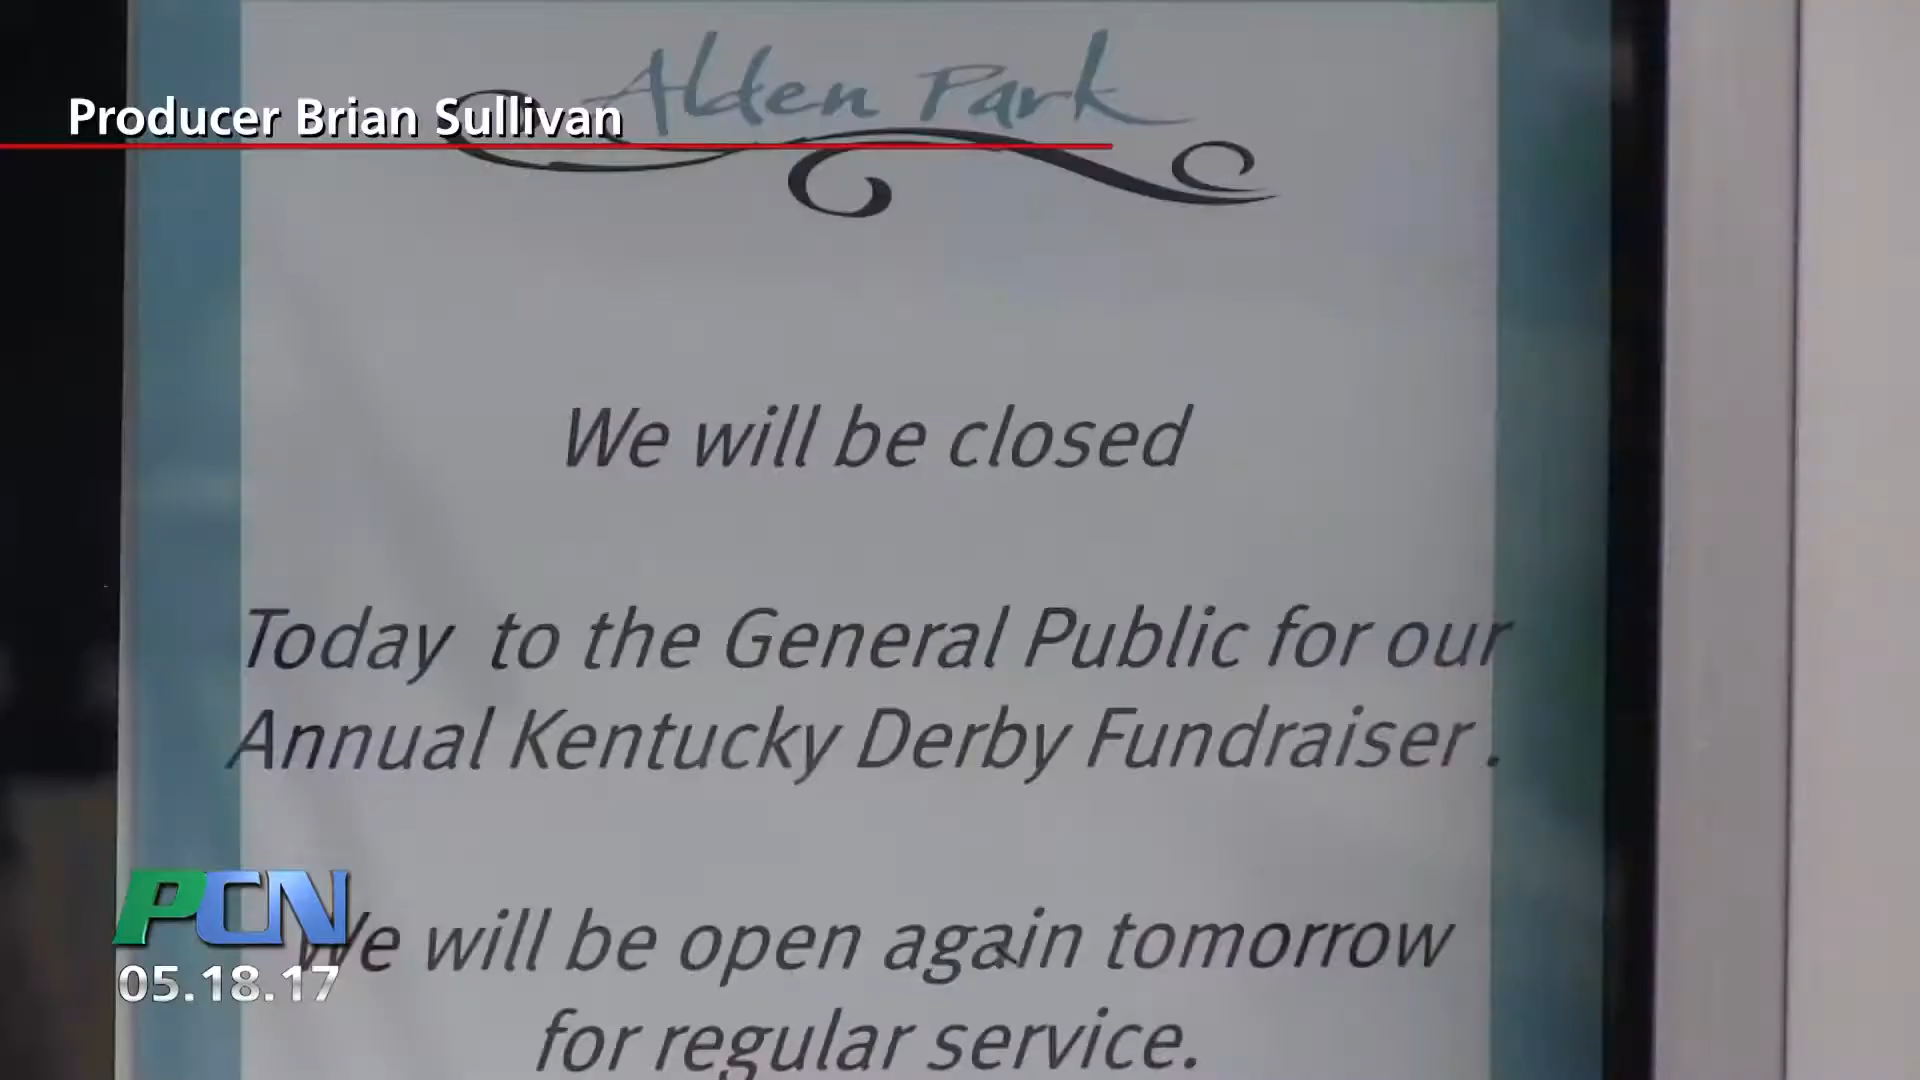 Alden Park
Producer Brian Sullivan
We will be closed
Today to the General Public for our
Annual Kentucky Derby Fundraiser .
We will be open again tomorrow
for regular service.
PCN
05.18.17